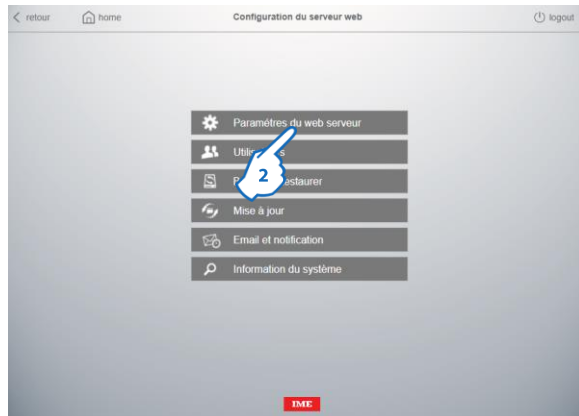 retour home Configuration du serveur web logout
Paramétres du web serveur
2
Mise à jour
Email et notification
Information du système
IME